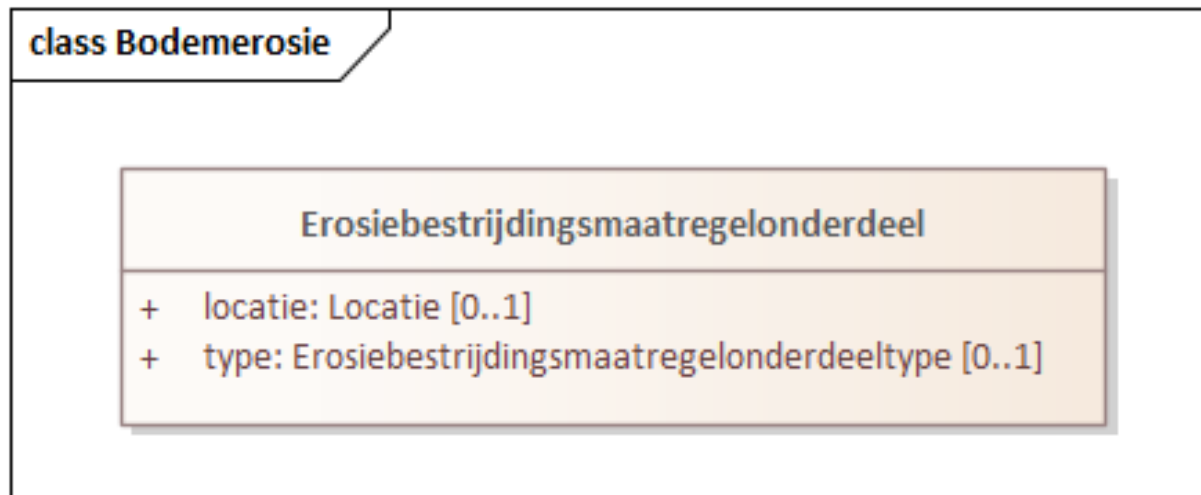 class Bodemerosie
Erosiebestrijdingsmaatregelonderdeel
+ locatie: Locatie [0..1]
+ type: Erosiebestrijdingsmaatregelonderdeeltype [0..1]